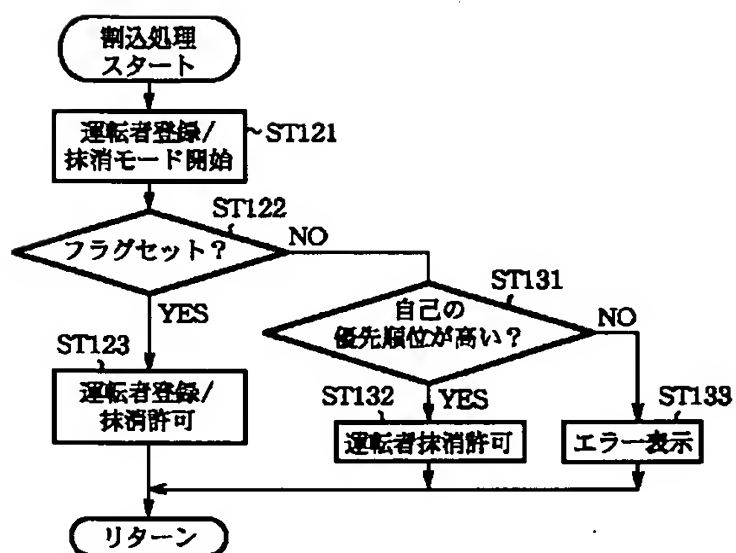 割込処理
スタート
運転者登録/
抹消モード開始
~ST121
ST122
フラグセット？
NO
YES
ST131
自己の
優先順位が高い？
NO
YES
ST123
運転者登録/
抹消許可
ST132
運転者抹消許可
ST133
エラー表示
リターン